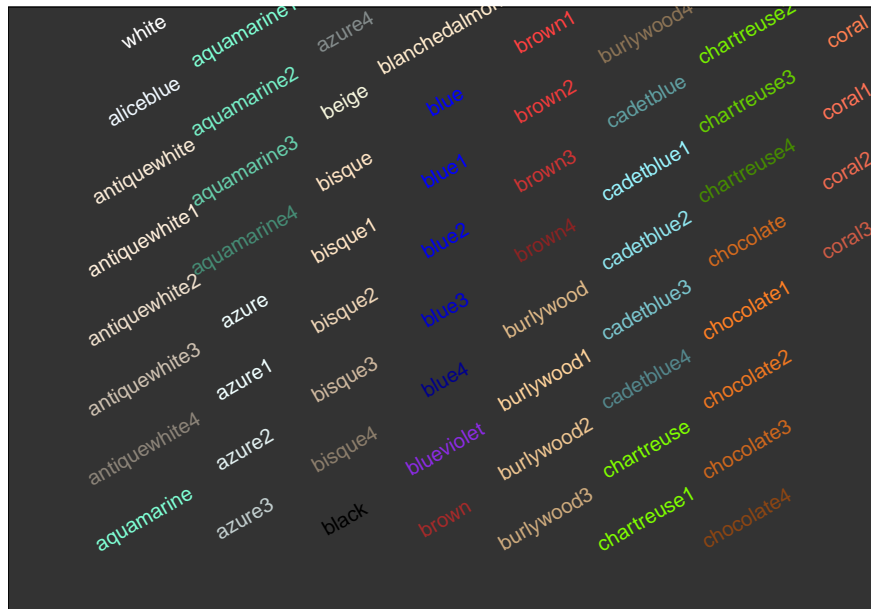 white
aliceblue
antiquewhite
antiquewhite1
antiquewhite2
antiquewhite3
antiquewhite4
aquamarine
aquamarine1
aquamarine2
aquamarine3
aquamarine4
azure
azure1
azure2
azure3
azure4
beige
bisque
bisque1
bisque2
bisque3
bisque4
black
blanchedalmon
blue
blue1
blue2
blue3
blue4
blueviolet
brown
brown1
brown2
brown3
brown4
burlywood
burlywood1
burlywood2
burlywood3
burlywood4
cadetblue
cadetblue1
cadetblue2
cadetblue3
cadetblue4
chartreuse
chartreuse1
chartreuse2
chartreuse3
chartreuse4
chocolate
chocolate1
chocolate2
chocolate3
chocolate4
coral
coral1
coral2
coral3